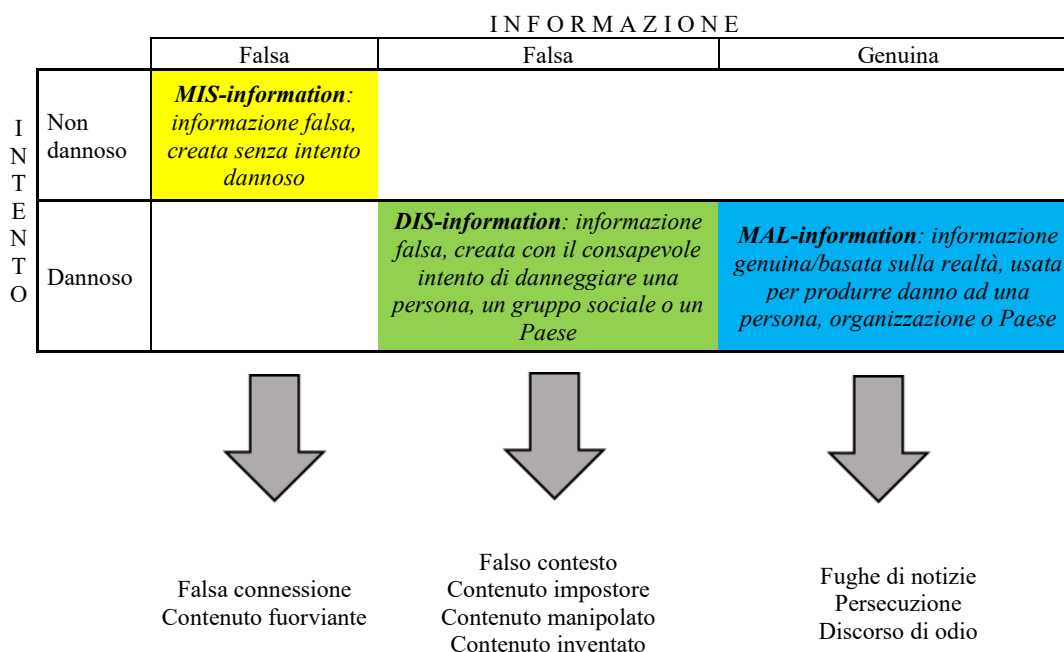 INFORMAZIONE
Falsa
Falsa
Genuina
INTENTO
Non
dannoso
MIS-information:
informazione falsa,
creata senza intento
dannoso
Dannoso
DIS-information: informazione
falsa, creata con il consapevole
intento di danneggiare una
persona, un gruppo sociale o un
Paese
MAL-information: informazione
genuina/basata sulla realtà, usata
per produrre danno ad una
persona, organizzazione o Paese
Falsa connessione
Contenuto fuorviante
Falso contesto
Contenuto impostore
Contenuto manipolato
Contenuto inventato
Fughe di notizie
Persecuzione
Discorso di odio